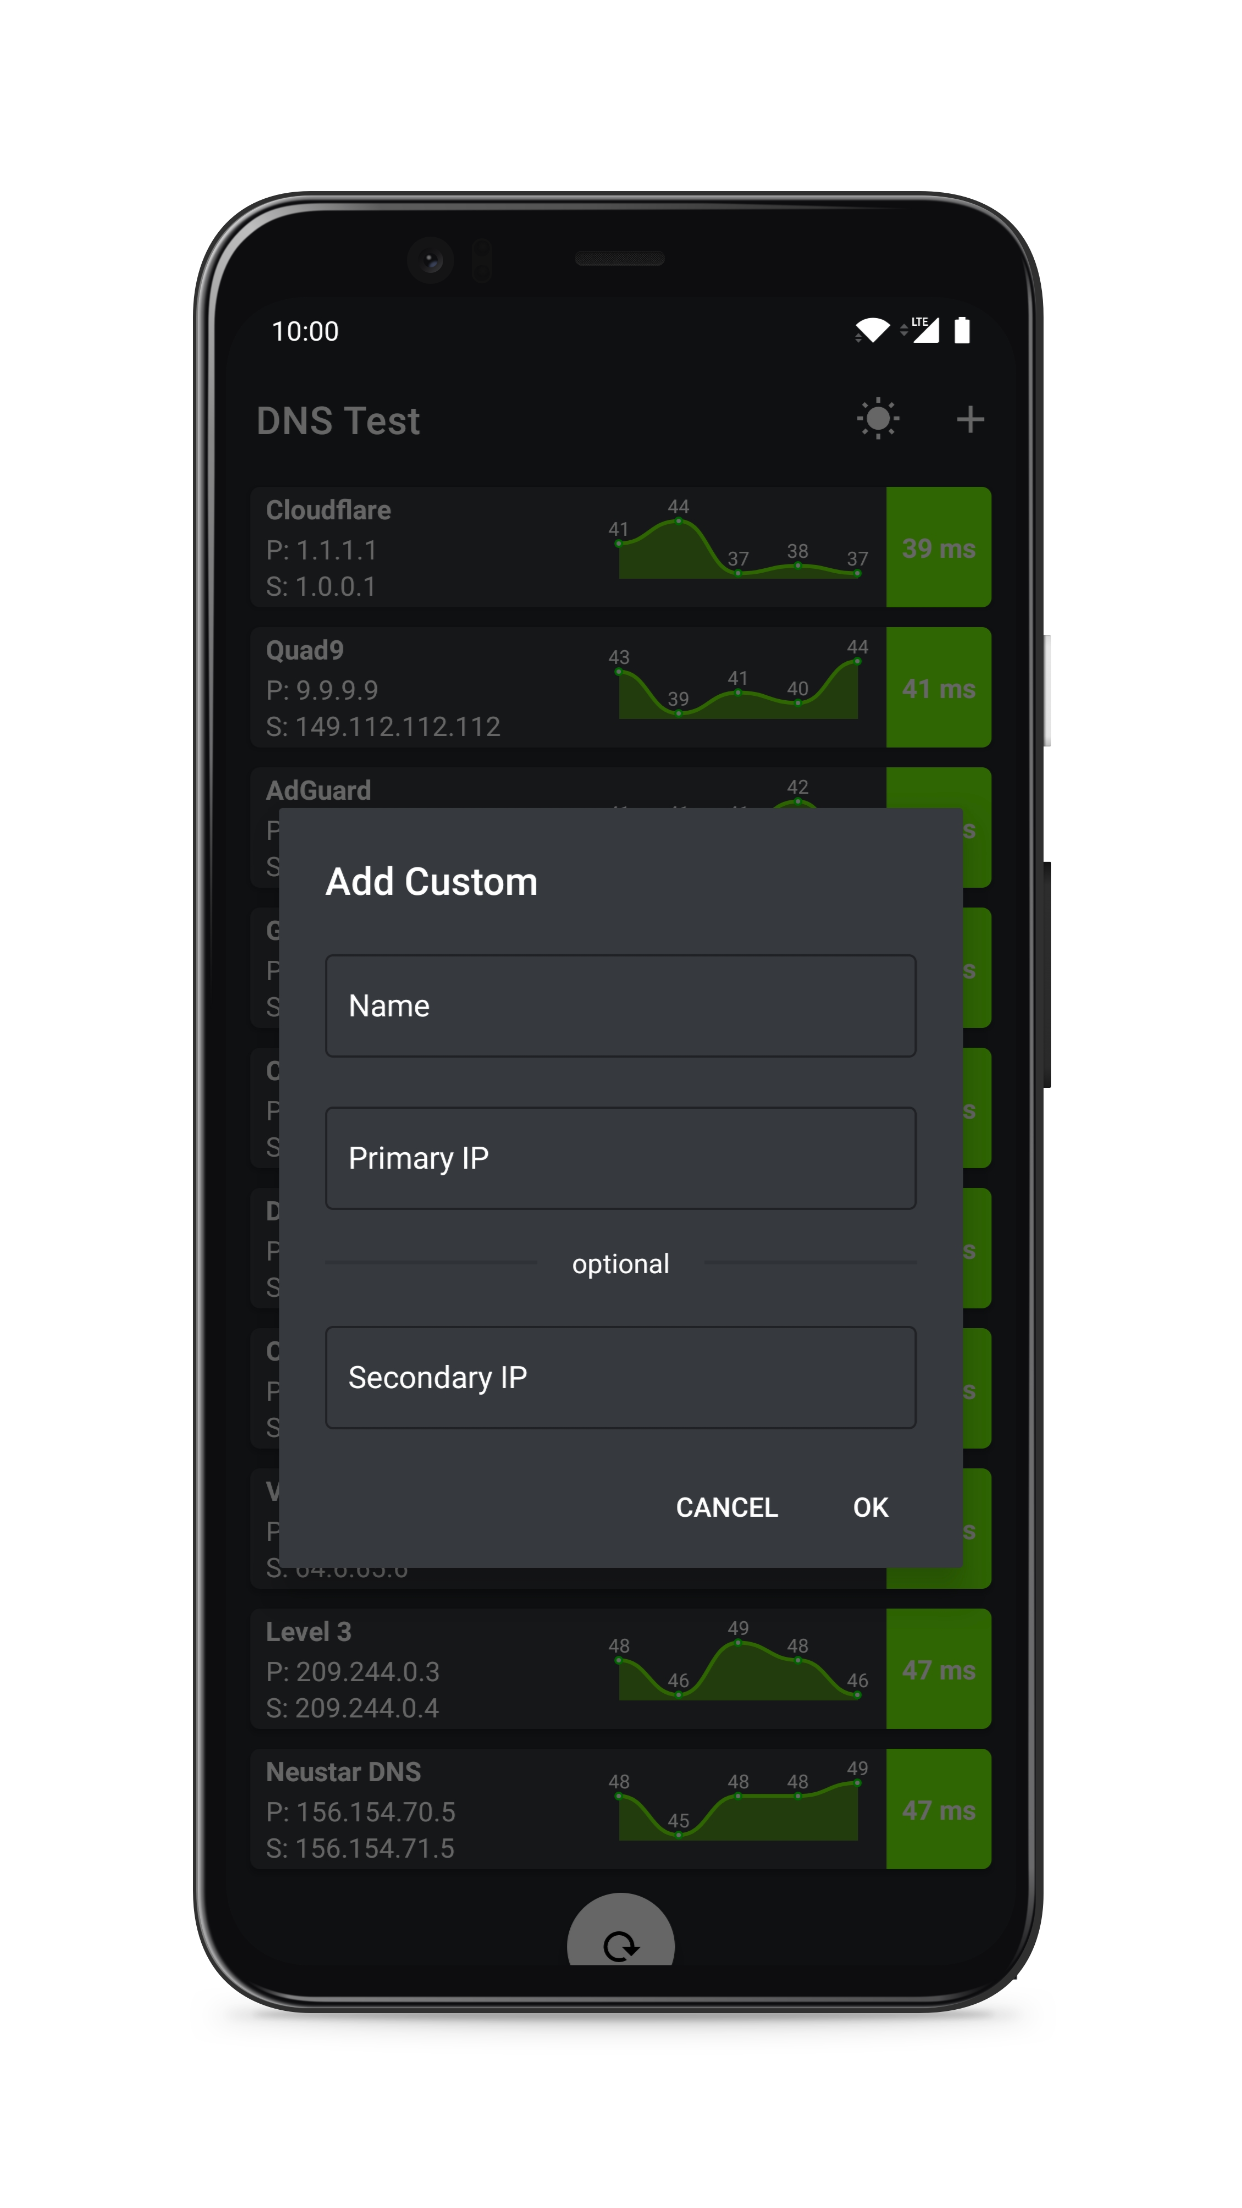 10:00
LTE
DNS Test
Cloudflare
P: 1.1.1.1
S: 1.0.0.1
41
44
37
38
37
39 ms
Quad9
P: 9.9.9.9
S: 149.112.112.112
43
39
41
40
44
41 ms
AdGuard
42
Add Custom
Name
Primary IP
optional
Secondary IP
CANCEL
OK
Level 3
P: 209.244.0.3
S: 209.244.0.4
48
46
49
48
46
47 ms
Neustar DNS
P: 156.154.70.5
S: 156.154.71.5
48
45
48
48
49
47 ms